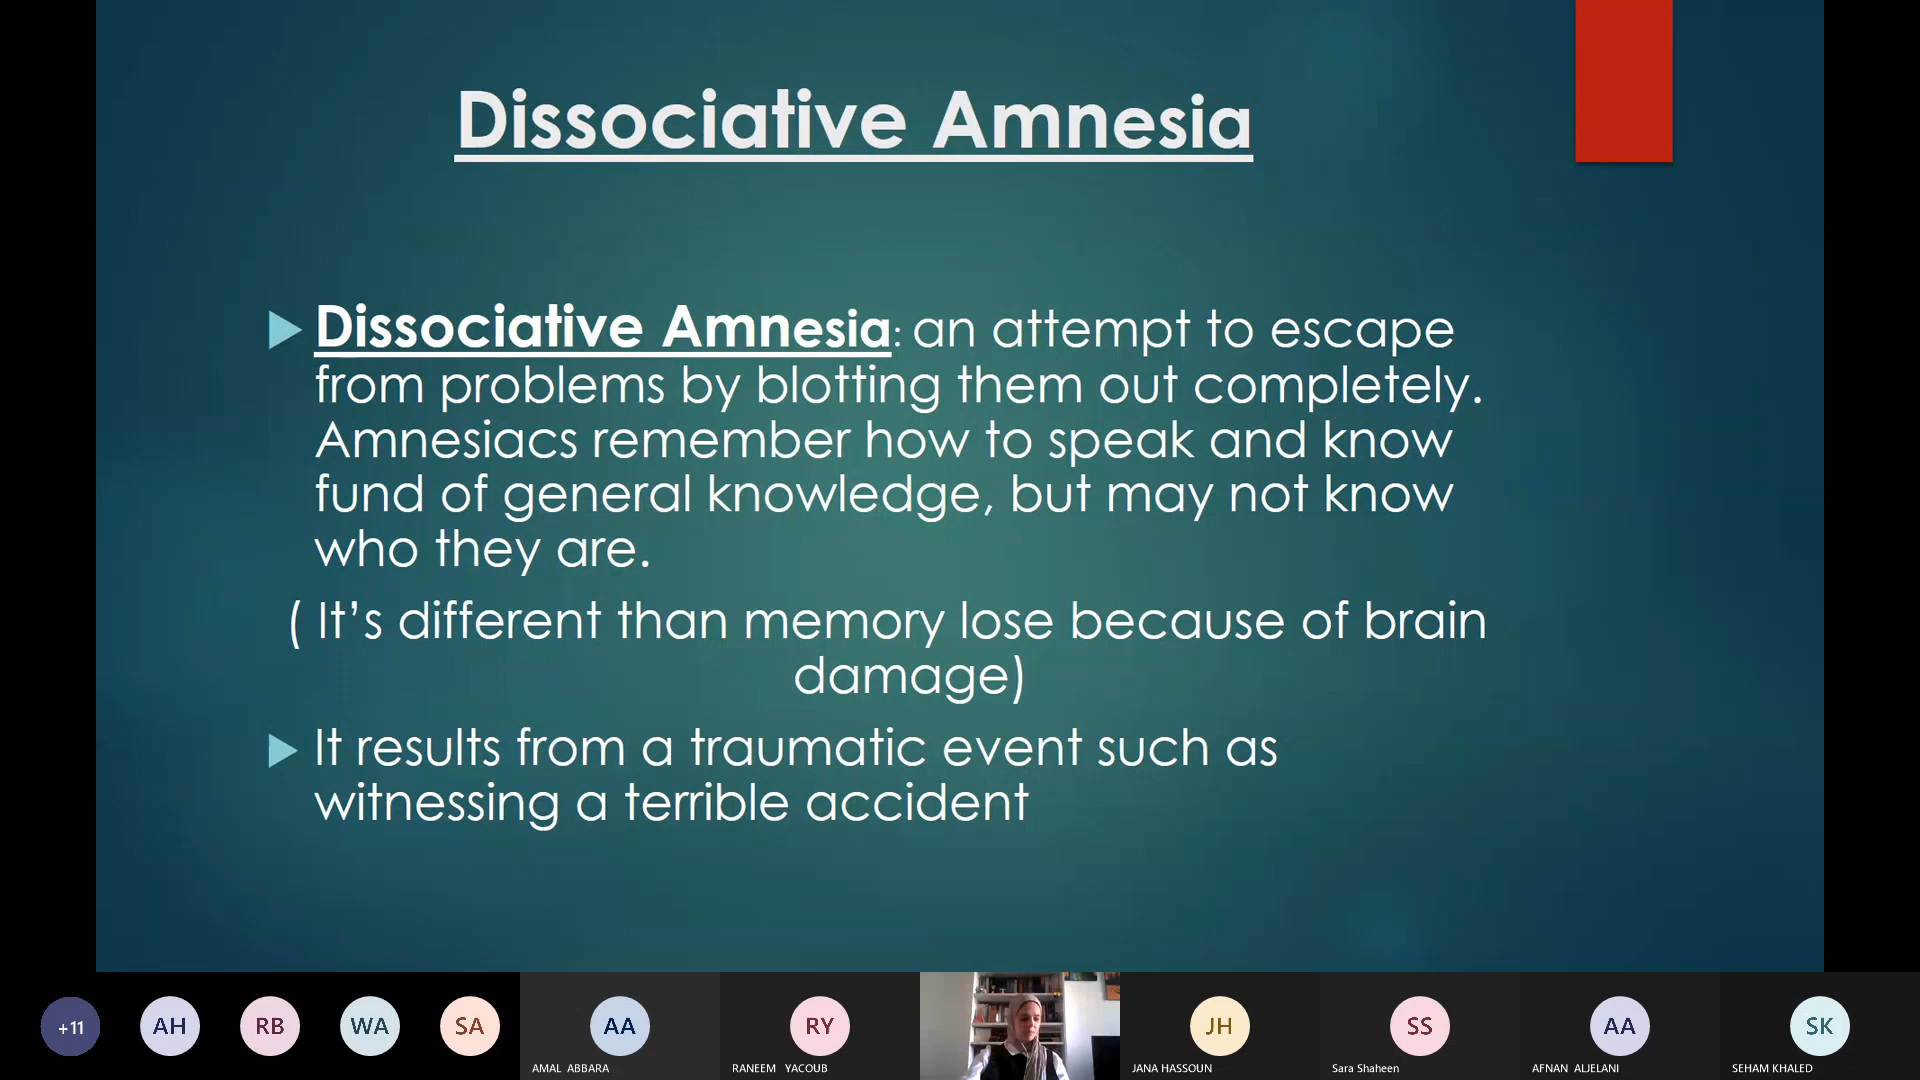 Dissociative Amnesia
Dissociative Amnesia: an attempt to escape
from problems by blotting them out completely.
Amnesiacs remember how to speak and know
fund of general knowledge, but may not know
who they are.
( It’s different than memory lose because of brain
damage)
It results from a traumatic event such as
witnessing a terrible accident
+11
AH
RB
WA
SA
AA
RY
JH
SS
AA
SK
AMAL ABBARA
RANEEM YACOUB
JANA HASSOUN
Sara Shaheen
AFNAN ALJELANI
SEHAM KHALED